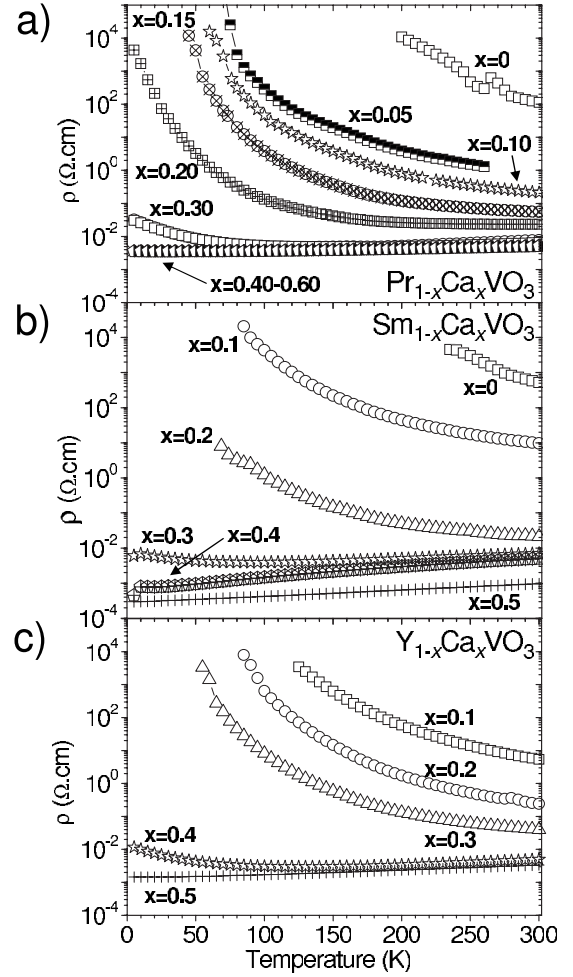 a)
10^4
10^2
10^0
10^-2
10^-4
ρ (Ω.cm)
x=0.15
x=0
x=0.05
x=0.10
x=0.20
x=0.30
x=0.40-0.60
Pr1-xCaxVO3
b)
10^4
10^2
10^0
10^-2
10^-4
ρ (Ω.cm)
Sm1-xCaxVO3
x=0.1
x=0
x=0.2
x=0.3
x=0.4
x=0.5
c)
10^4
10^2
10^0
10^-2
10^-4
ρ (Ω.cm)
Y1-xCaxVO3
x=0.1
x=0.2
x=0.3
x=0.4
x=0.5
0 50 100 150 200 250 300
Temperature (K)